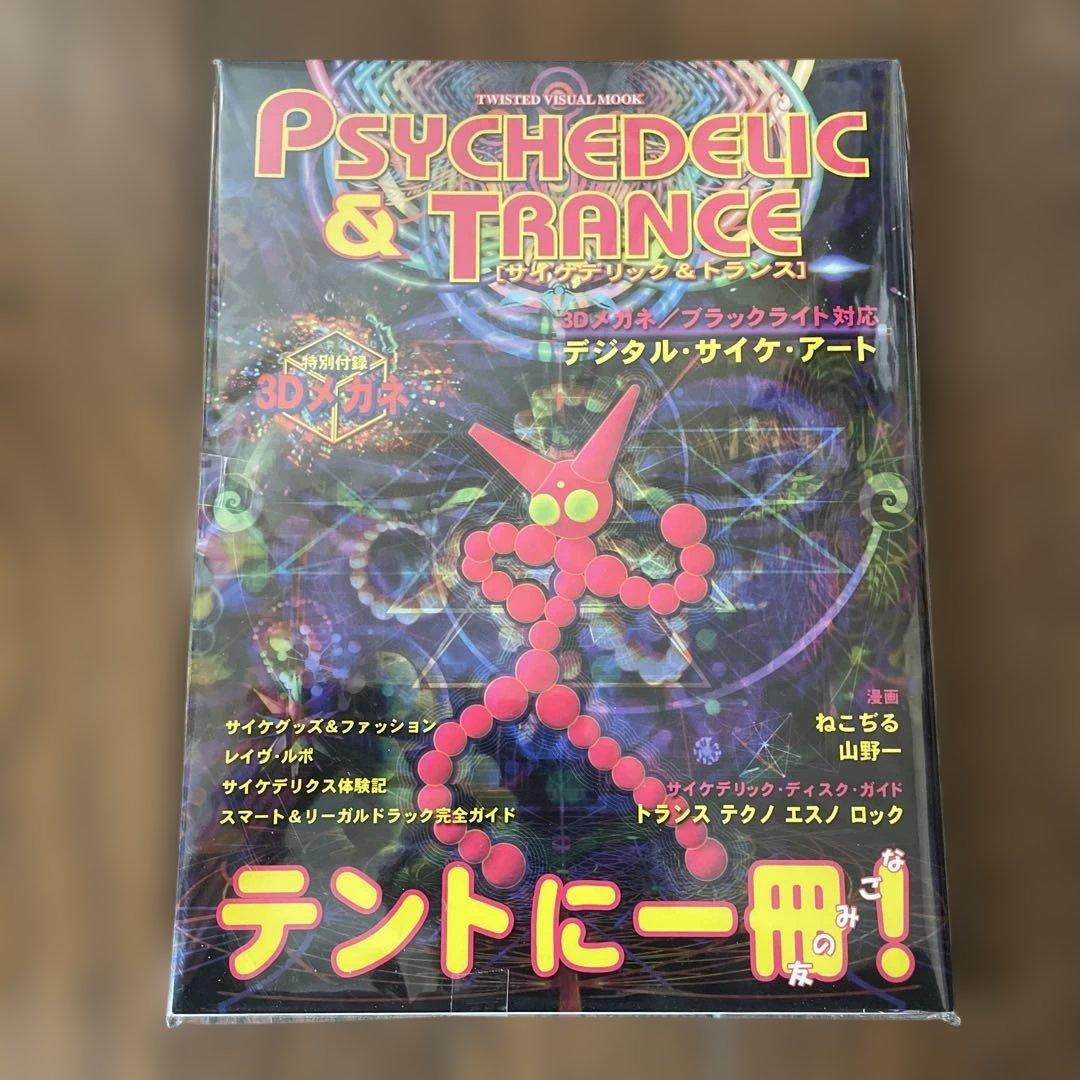 TWISTED VISUAL MOOK
PSYCHEDELIC
& TRANCE
[サイケデリック&トランス]
3Dメガネ/ブラックライト対応
デジタル・サイケ・アート
特別付録
3Dメガネ
漫画
ねこぢる
山野一
サイケグッズ&ファッション
レイヴ・ルポ
サイケデリクス体験記
スマート&リーガルドラック完全ガイド
サイケデリック・ディスク・ガイド
トランス テクノ エスノ ロック
テントに一冊!
なごみの友